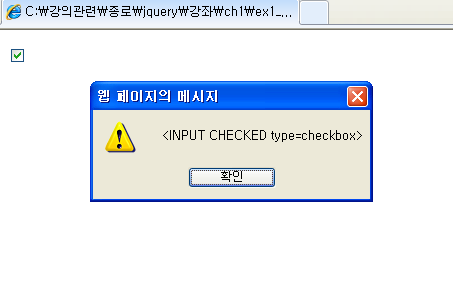 C:\강의관련\종로\jquery\강좌\ch1\ex1_...
웹 페이지의 메시지
<INPUT CHECKED type=checkbox>
확인